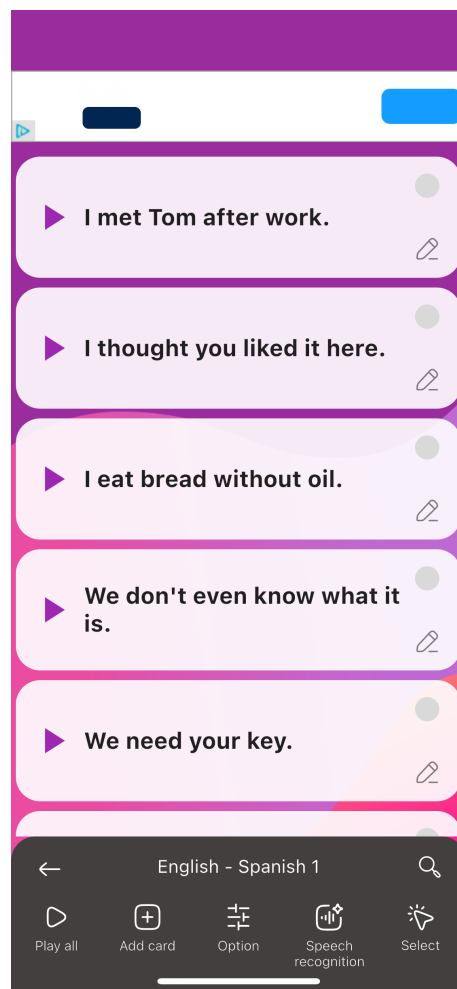 I met Tom after work.
I thought you liked it here.
I eat bread without oil.
We don't even know what it
is.
We need your key.
English - Spanish 1
Play all
Add card
Option
Speech
recognition
Select